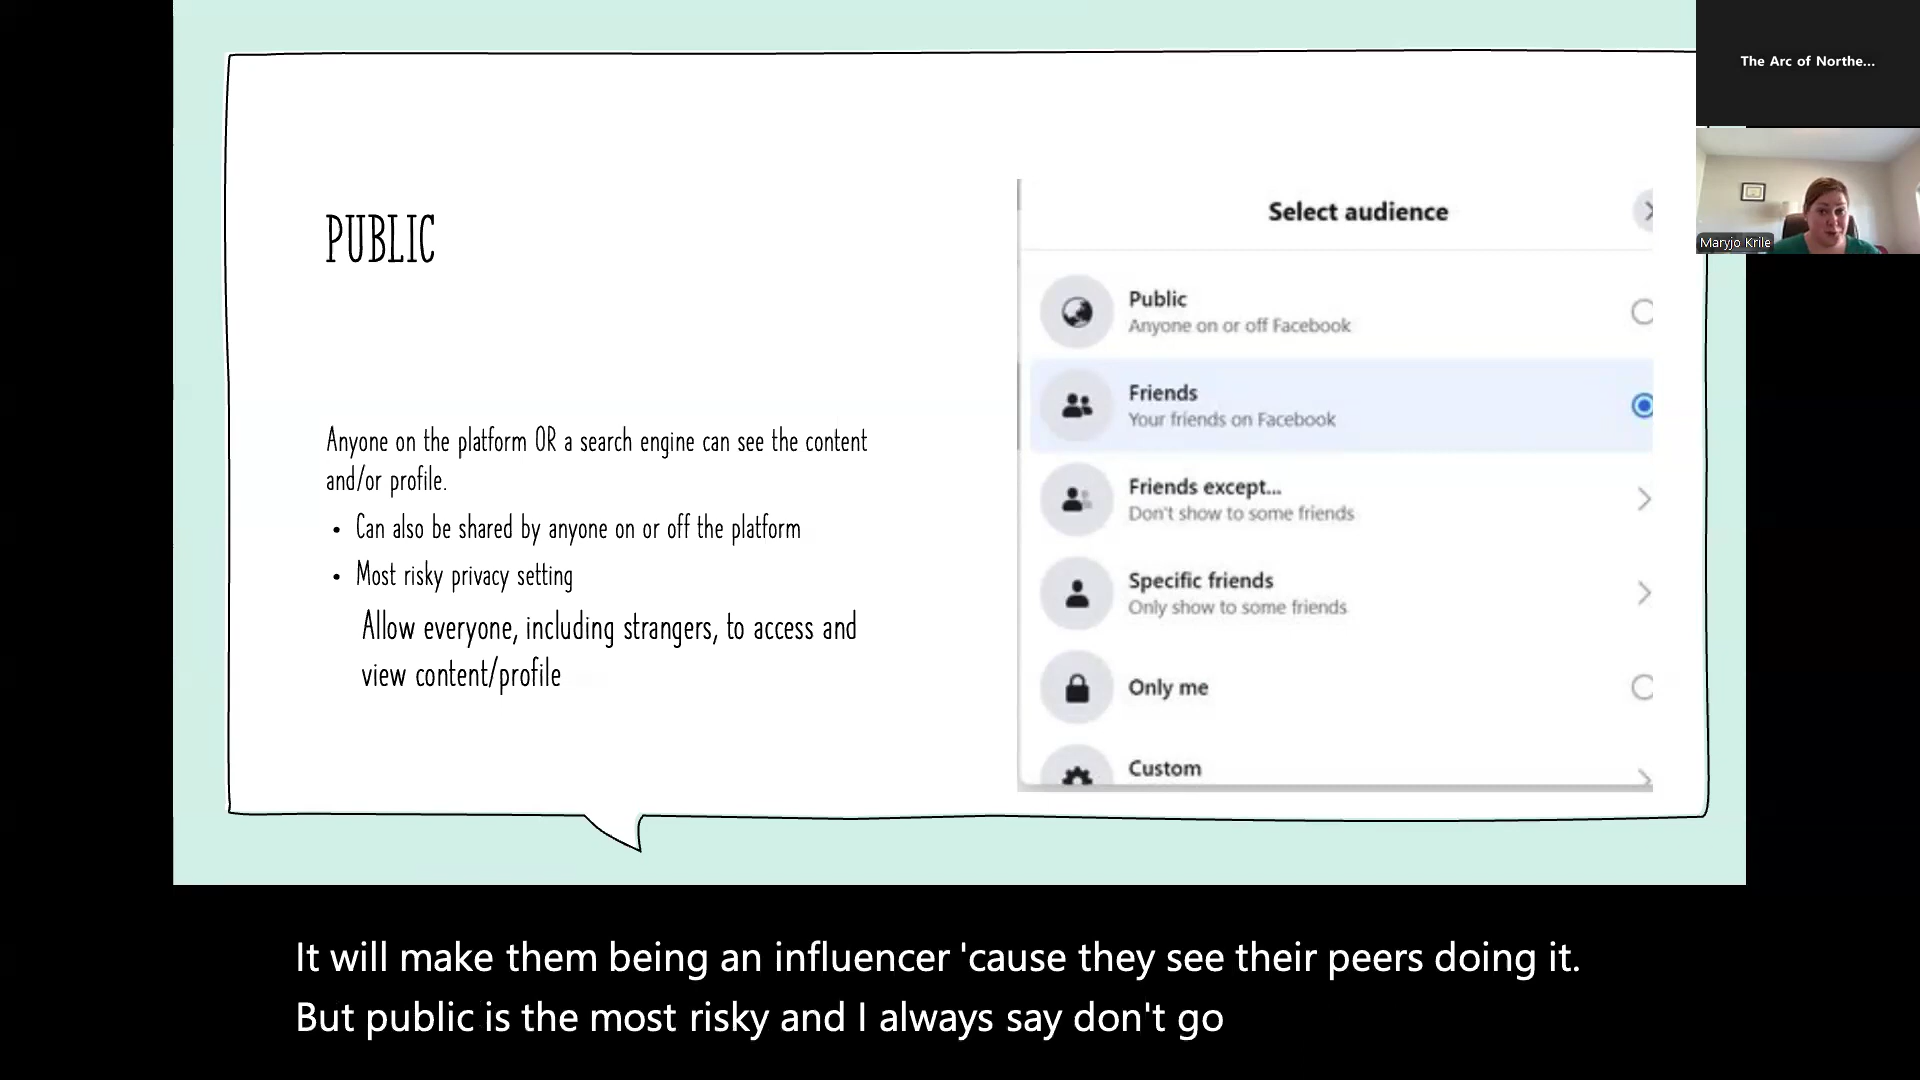 The Arc of Northe...
Maryjo Krile
PUBLIC
Anyone on the platform OR a search engine can see the content
and/or profile.
• Can also be shared by anyone on or off the platform
• Most risky privacy setting
Allow everyone, including strangers, to access and
view content/profile
Select audience
Public
Anyone on or off Facebook
Friends
Your friends on Facebook
Friends except...
Don't show to some friends
Specific friends
Only show to some friends
Only me
Custom
It will make them being an influencer 'cause they see their peers doing it.
But public is the most risky and I always say don't go